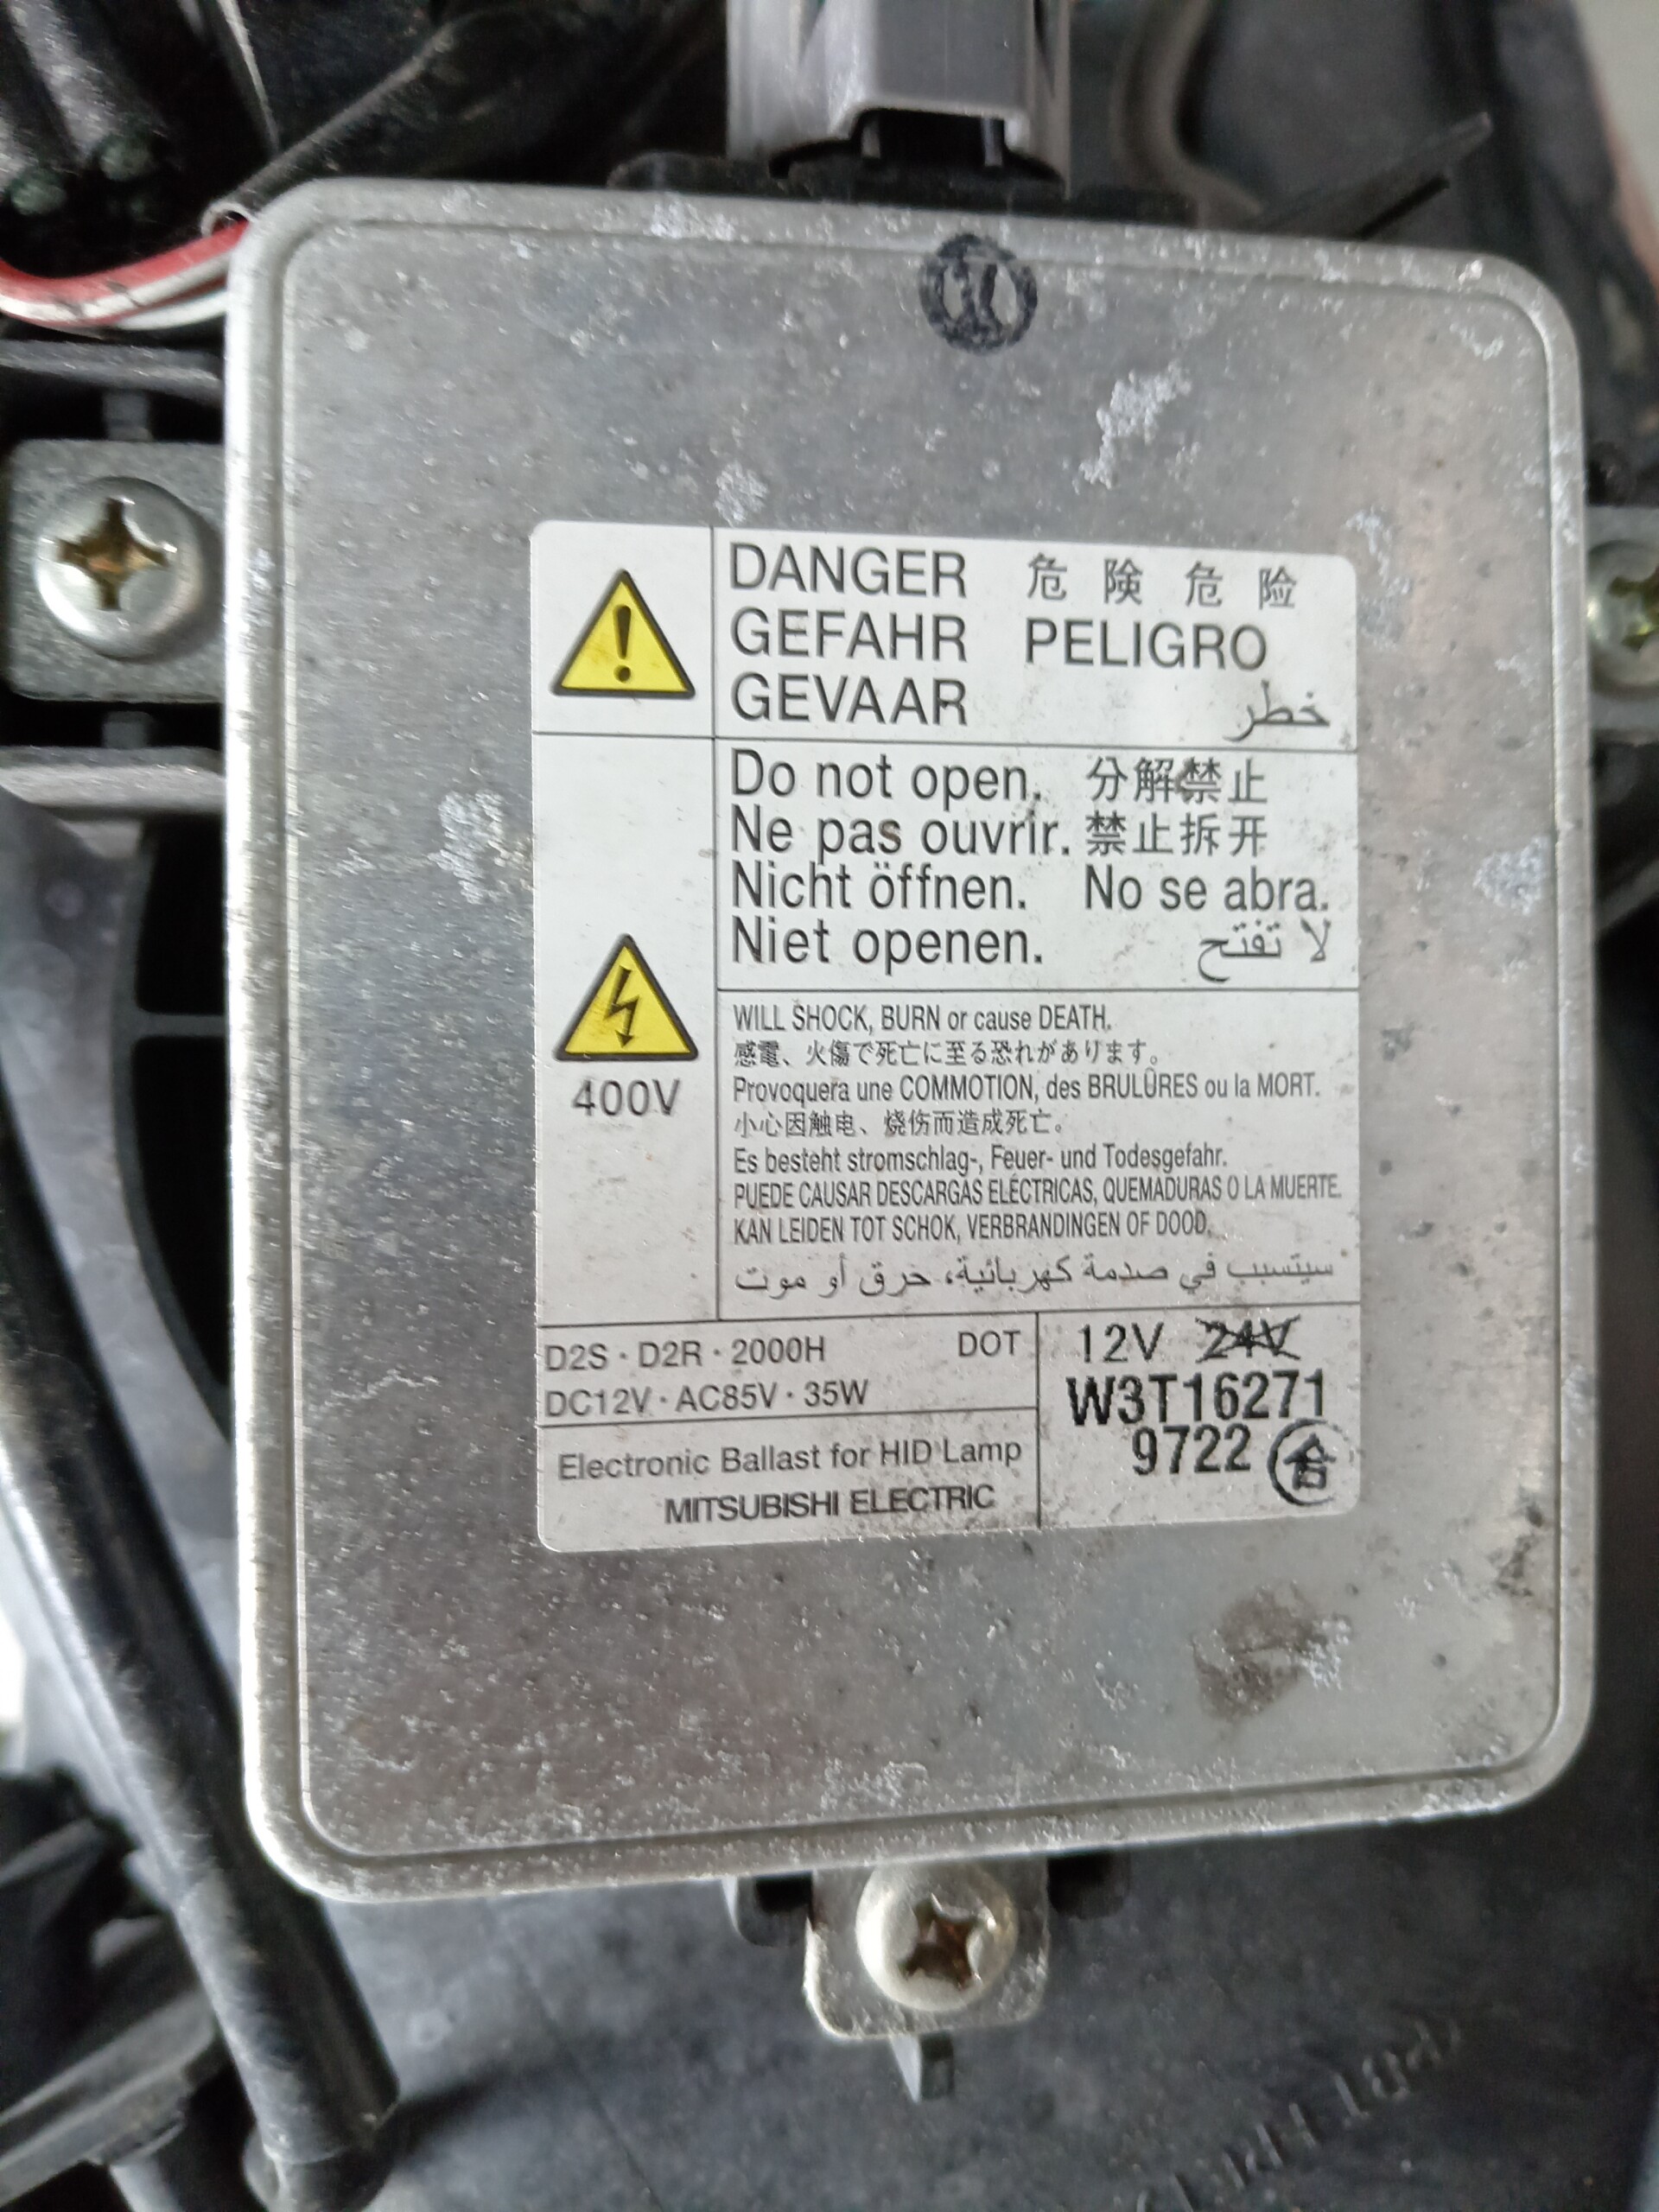 DANGER 危険 危险
GEFAHR PELIGRO
GEVAAR خطر
Do not open. 分解禁止
Ne pas ouvrir. 禁止拆开
Nicht öffnen. No se abra.
Niet openen. لا تفتح
400V
WILL SHOCK, BURN or cause DEATH.
感電、火傷で死亡に至る恐れがあります。
Provoquera une COMMOTION, des BRULÛRES ou la MORT.
小心因触电、烧伤而造成死亡。
Es besteht stromschlag-, Feuer- und Todesgefahr.
PUEDE CAUSAR DESCARGAS ELÉCTRICAS, QUEMADURAS O LA MUERTE.
KAN LEIDEN TOT SCHOK, VERBRANDINGEN OF DOOD.
سيتسبب في صدمة كهربائية، حرق أو موت
D2S · D2R · 2000H DOT
DC12V · AC85V · 35W
Electronic Ballast for HID Lamp
MITSUBISHI ELECTRIC
12V 24V
W3T16271
9722 合